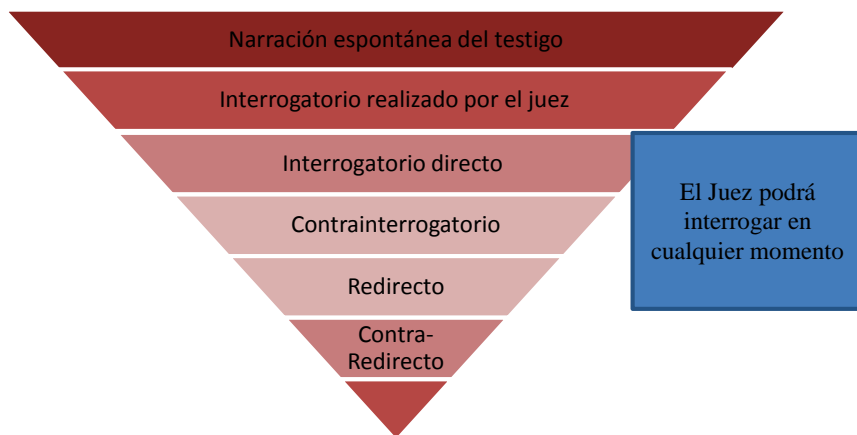 Narración espontánea del testigo
Interrogatorio realizado por el juez
Interrogatorio directo
Contrainterrogatorio
Redirecto
Contra-
Redirecto
El Juez podrá
interrogar en
cualquier momento